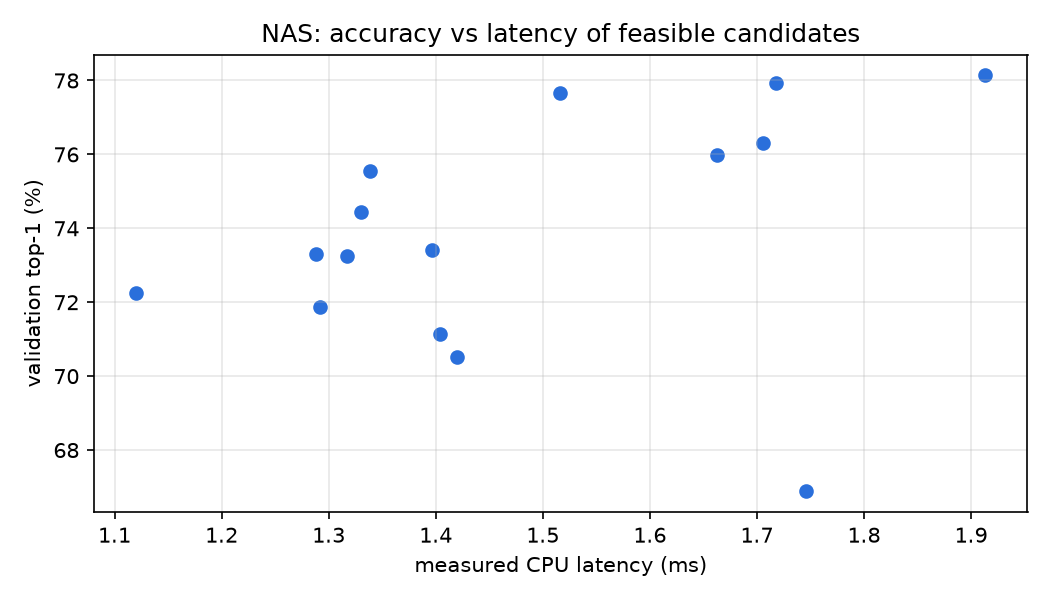 NAS: accuracy vs latency of feasible candidates
validation top-1 (%)
78
76
74
72
70
68
1.1 1.2 1.3 1.4 1.5 1.6 1.7 1.8 1.9
measured CPU latency (ms)